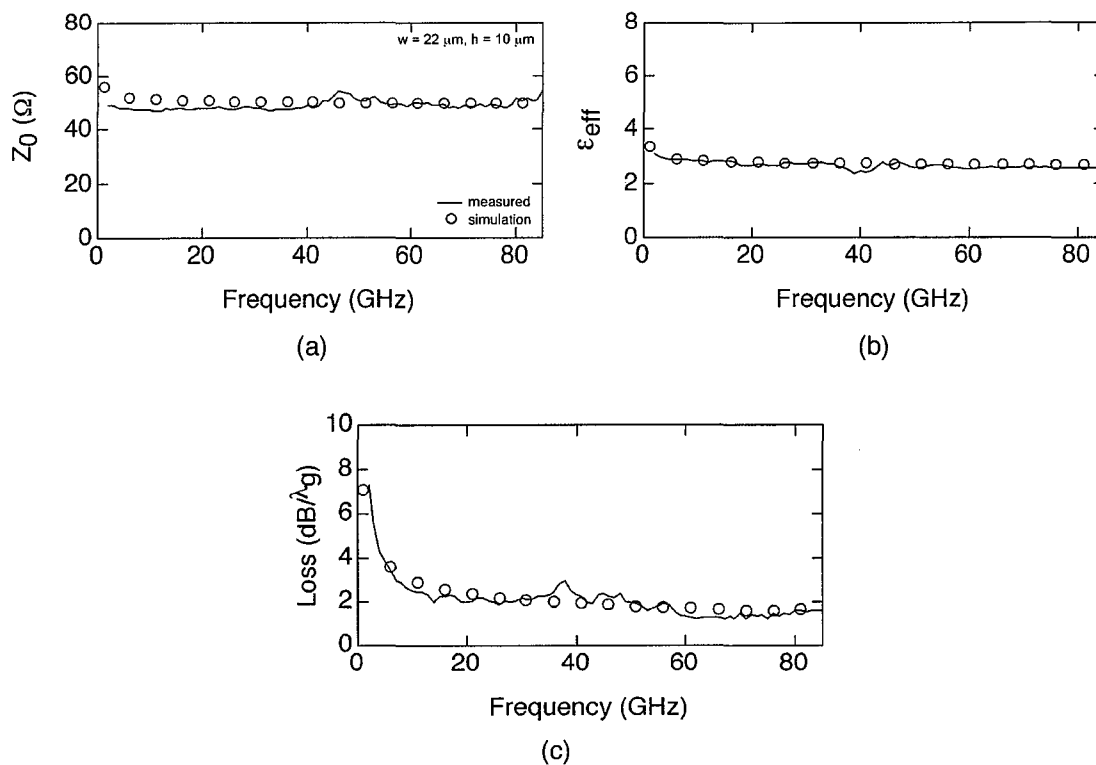 80
60
40
20
0
Z0 (Ω)
w = 22 μm, h = 10 μm
measured
simulation
0 20 40 60 80
Frequency (GHz)
(a)
8
6
4
2
0
εeff
0 20 40 60 80
Frequency (GHz)
(b)
10
8
6
4
2
0
Loss (dB/λg)
0 20 40 60 80
Frequency (GHz)
(c)